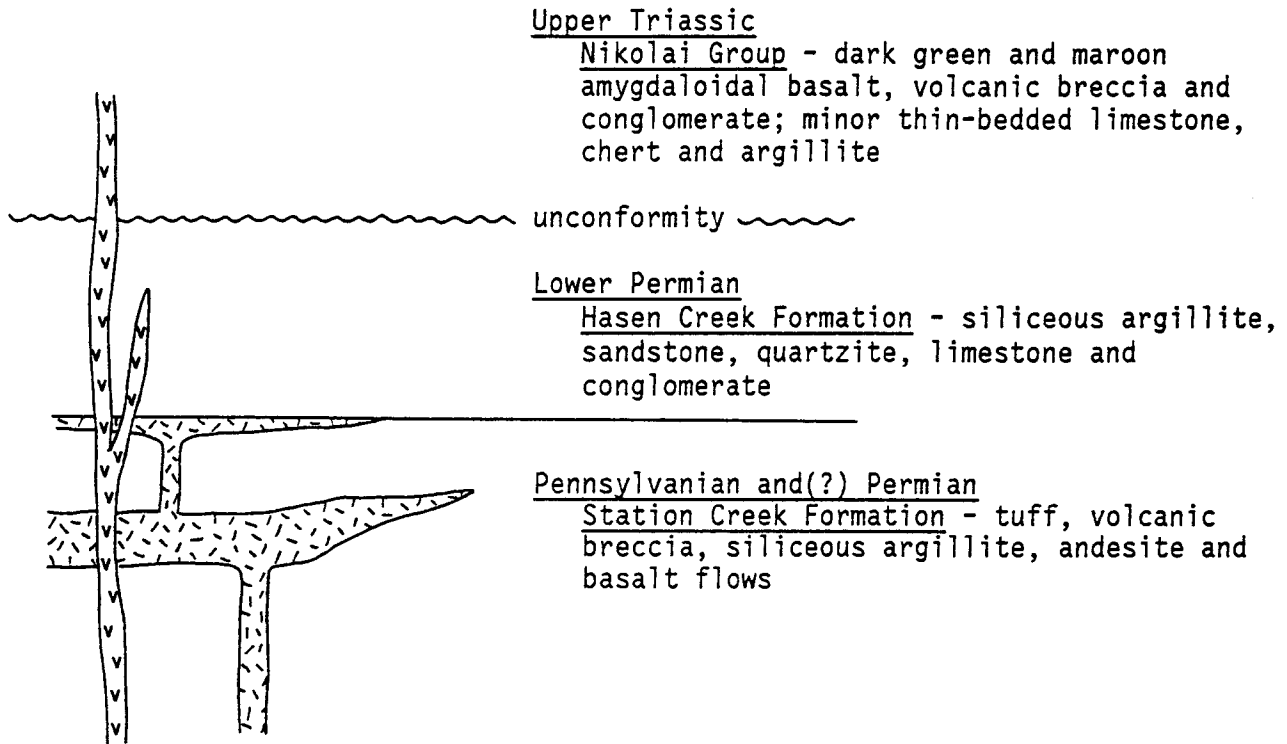 Upper Triassic
Nikolai Group - dark green and maroon
amygdaloidal basalt, volcanic breccia and
conglomerate; minor thin-bedded limestone,
chert and argillite
unconformity
Lower Permian
Hasen Creek Formation - siliceous argillite,
sandstone, quartzite, limestone and
conglomerate
Pennsylvanian and(?) Permian
Station Creek Formation - tuff, volcanic
breccia, siliceous argillite, andesite and
basalt flows